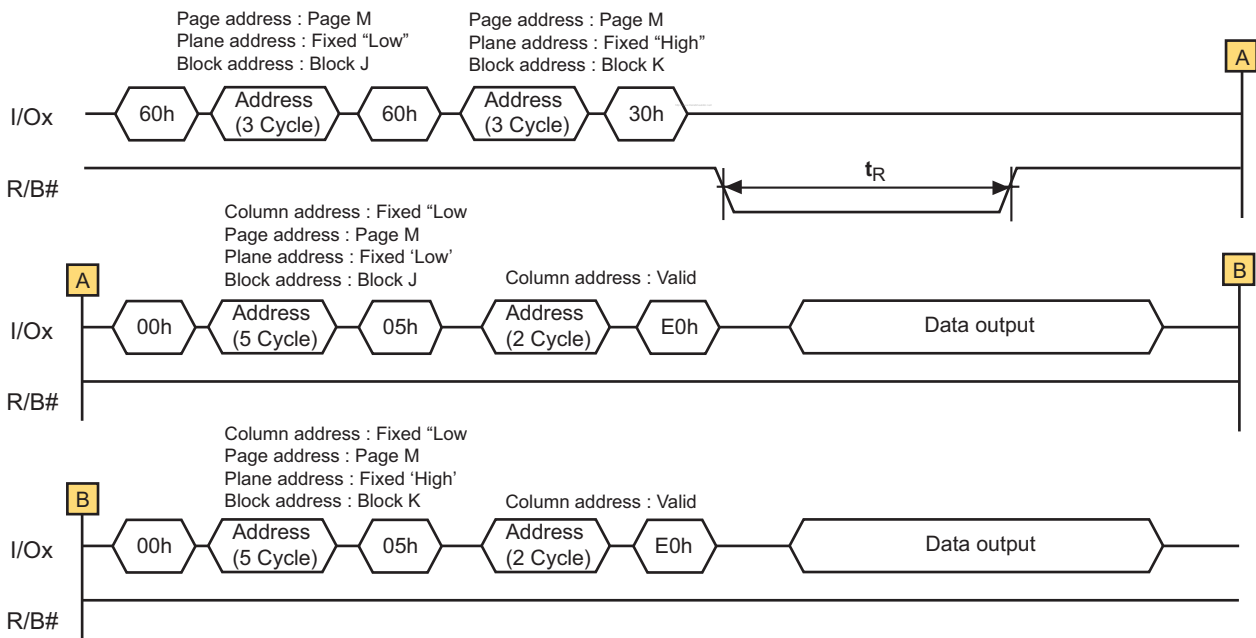 Page address : Page M
Plane address : Fixed “Low”
Block address : Block J
Page address : Page M
Plane address : Fixed “High”
Block address : Block K
A
I/Ox
60h
Address
(3 Cycle)
60h
Address
(3 Cycle)
30h
R/B#
tR
Column address : Fixed “Low
Page address : Page M
Plane address : Fixed ‘Low’
Block address : Block J
Column address : Valid
A
B
I/Ox
00h
Address
(5 Cycle)
05h
Address
(2 Cycle)
E0h
Data output
R/B#
Column address : Fixed “Low
Page address : Page M
Plane address : Fixed ‘High’
Block address : Block K
Column address : Valid
B
I/Ox
00h
Address
(5 Cycle)
05h
Address
(2 Cycle)
E0h
Data output
R/B#